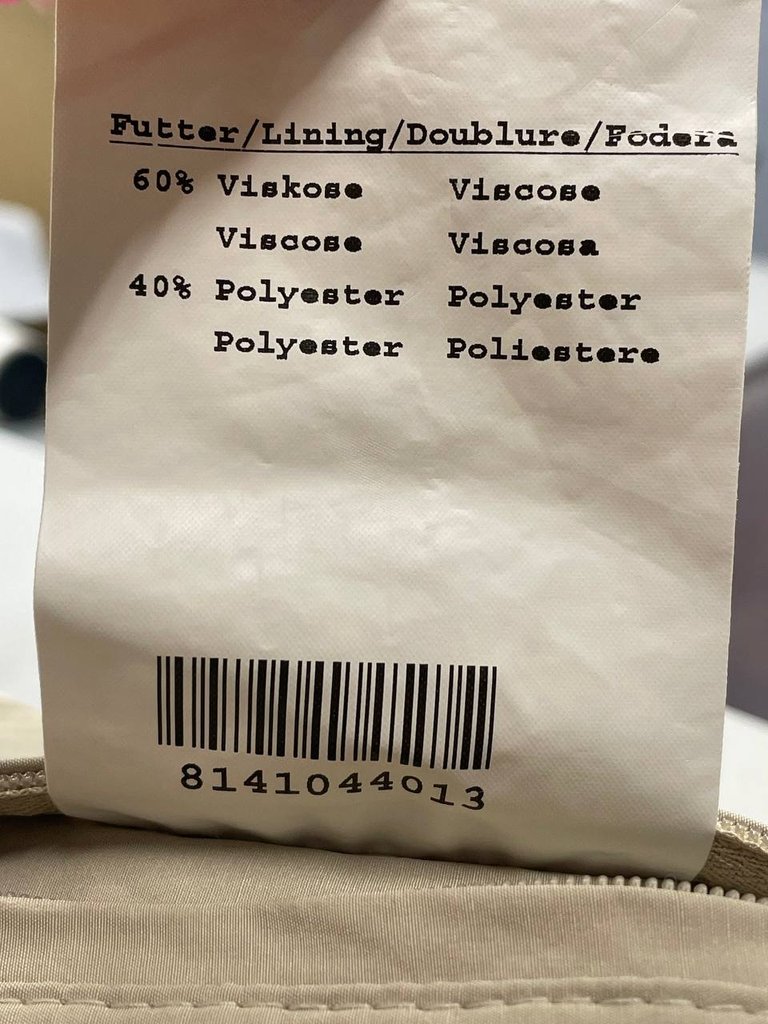 Futter/Lining/Doublure/Fodera
60% Viskose Viscose
Viscose Viscosa
40% Polyester Polyester
Polyester Poliestere
8141044013